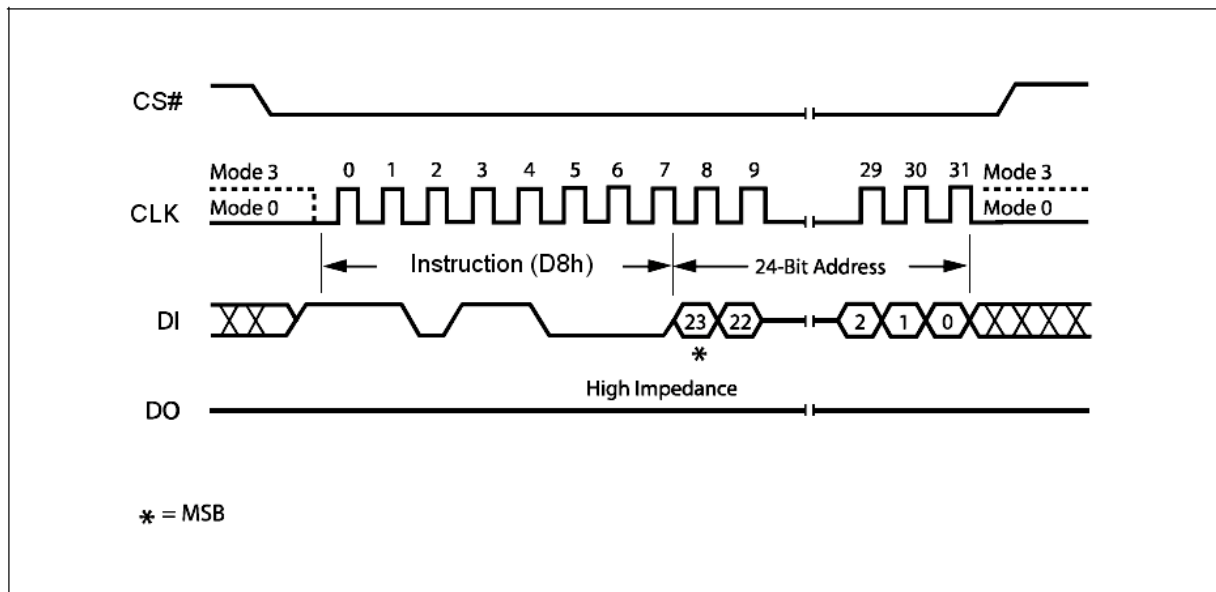 CS#
Mode 3 0 1 2 3 4 5 6 7 8 9 29 30 31 Mode 3
CLK Mode 0 Mode 0
Instruction (D8h) 24-Bit Address
DI 23 22 2 1 0
*
High Impedance
DO
* = MSB